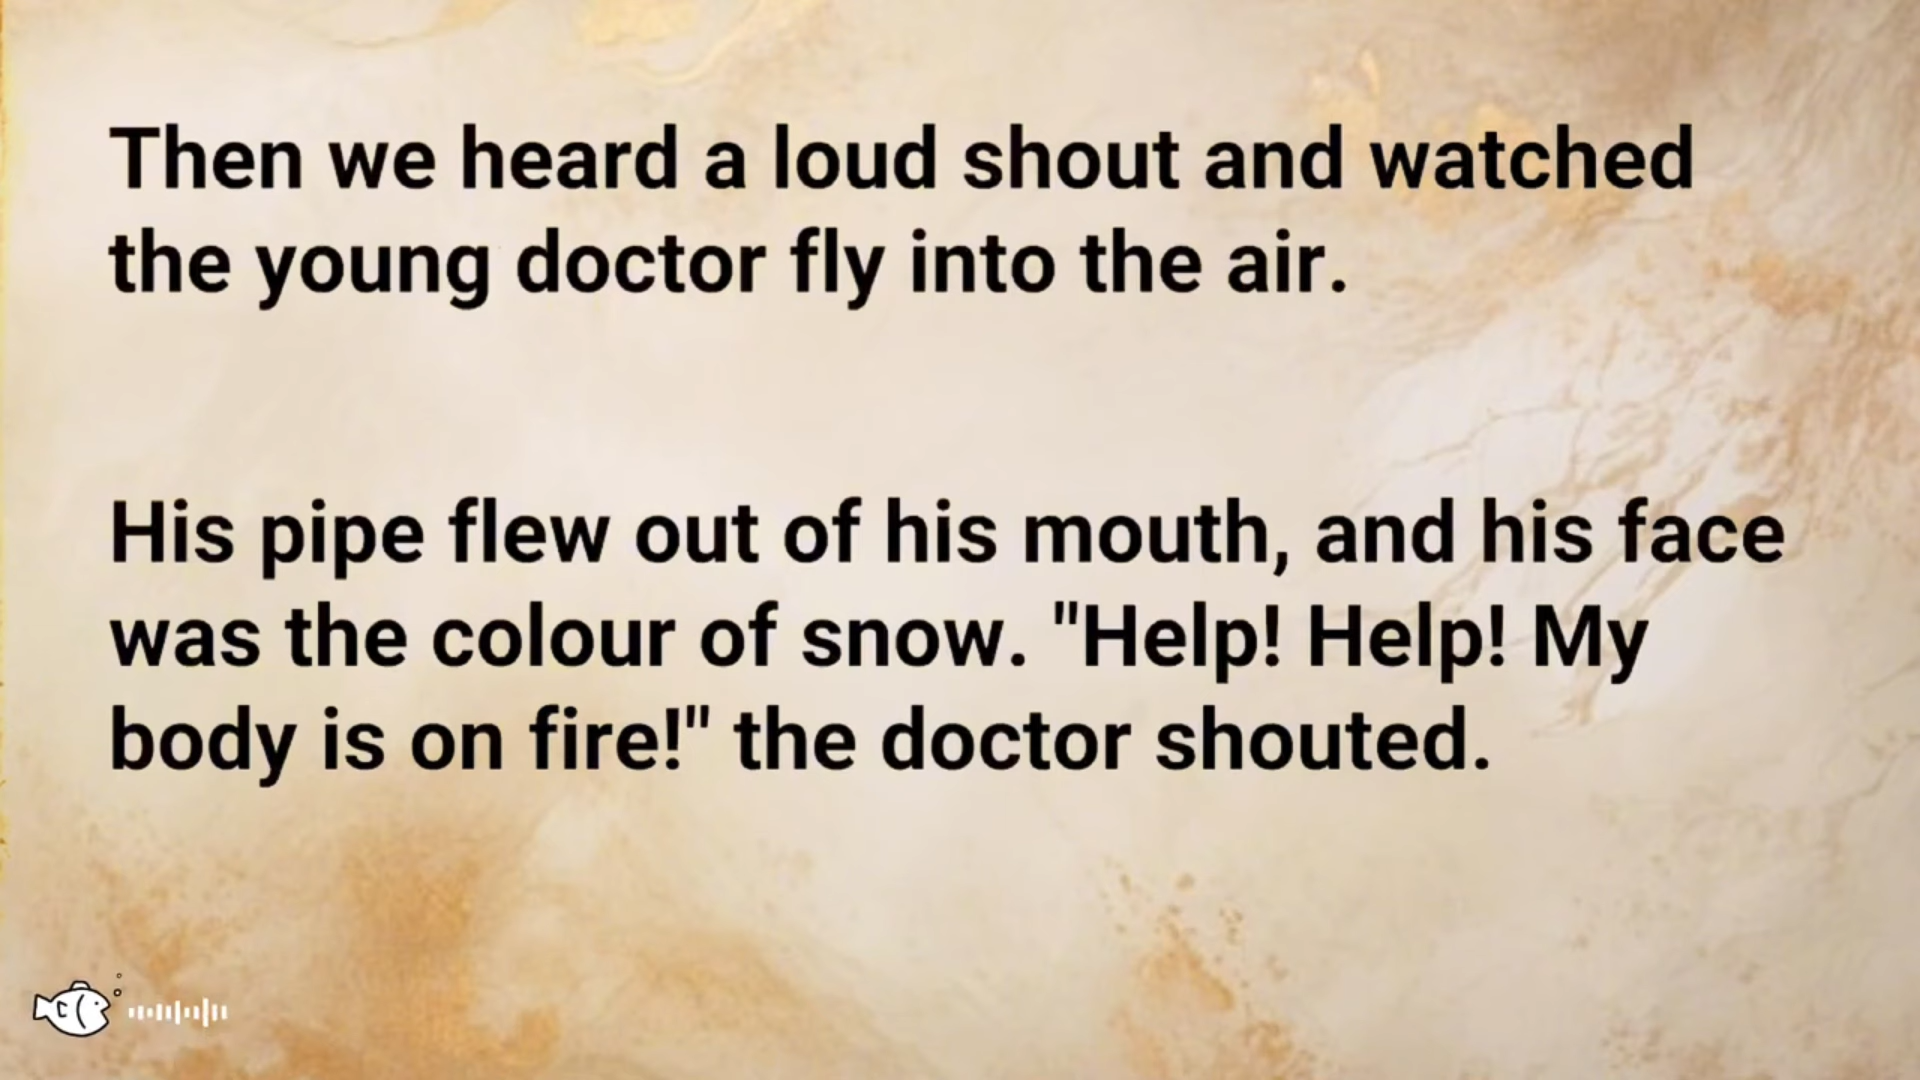 Then we heard a loud shout and watched
the young doctor fly into the air.
His pipe flew out of his mouth, and his face
was the colour of snow. "Help! Help! My
body is on fire!" the doctor shouted.